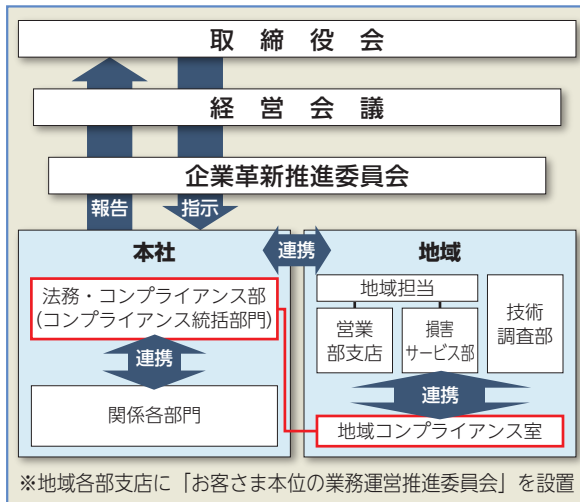 取締役会
経営会議
企業革新推進委員会
報告
指示
本社
連携
地域
法務・コンプライアンス部
(コンプライアンス統括部門)
連携
関係各部門
地域担当
営業
部支店
損害
サービス部
技術
調査部
連携
地域コンプライアンス室
※地域各部支店に「お客さま本位の業務運営推進委員会」を設置